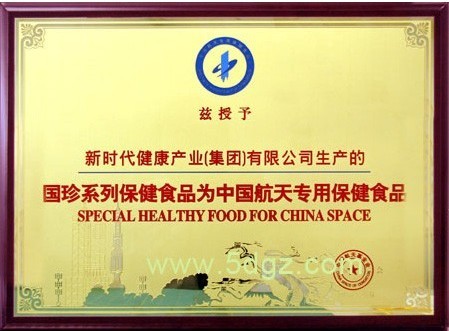 兹授予
新时代健康产业(集团)有限公司生产的
国珍系列保健食品为中国航天专用保健食品
SPECIAL HEALTHY FOOD FOR CHINA SPACE
www.5dgz.com